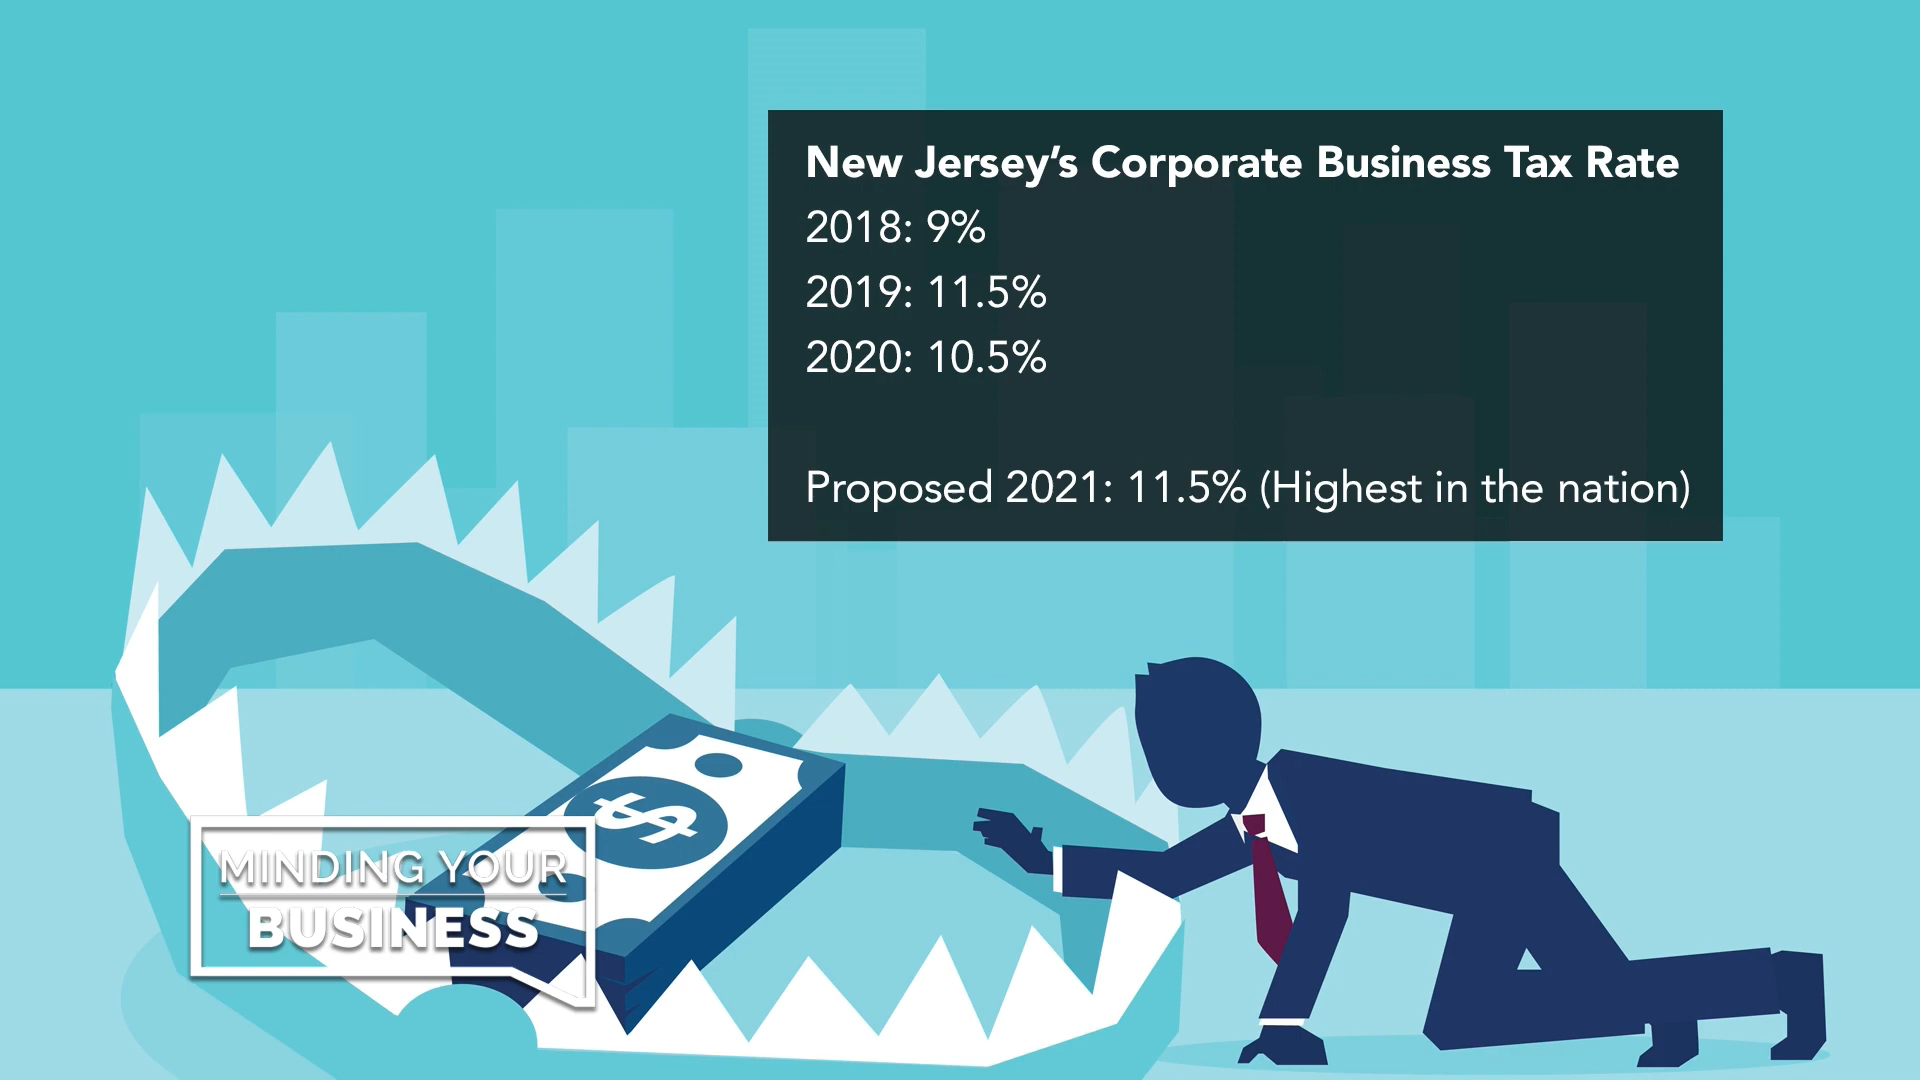 New Jersey’s Corporate Business Tax Rate
2018: 9%
2019: 11.5%
2020: 10.5%
Proposed 2021: 11.5% (Highest in the nation)
$
MINDING YOUR
BUSINESS